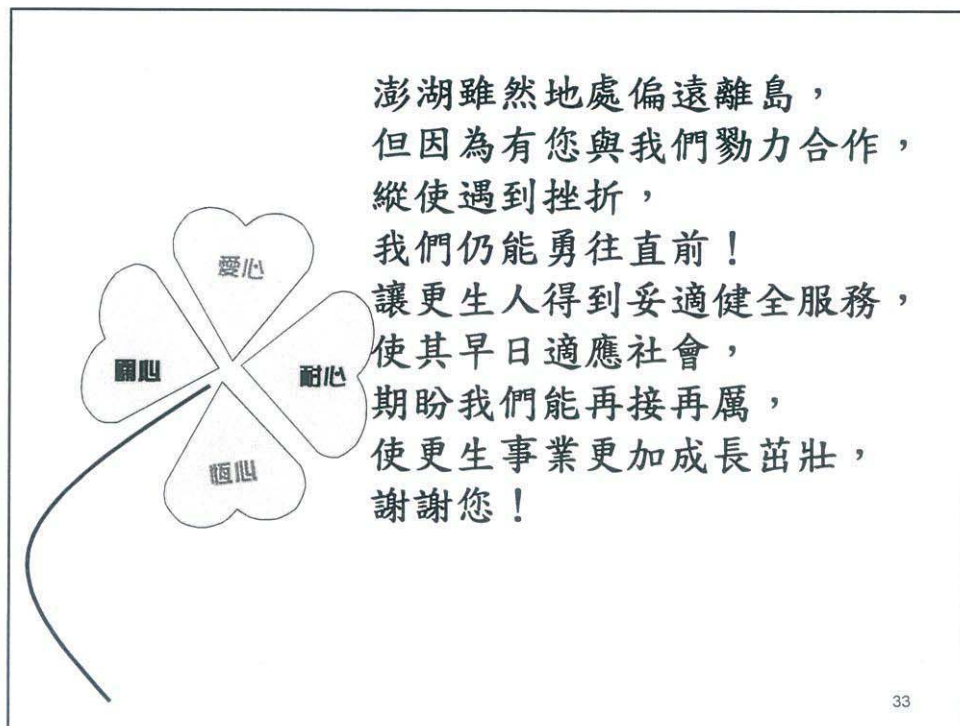 澎湖雖然地處偏遠離島，
但因為有您與我們勠力合作，
縱使遇到挫折，
我們仍能勇往直前！
讓更生人得到妥適健全服務，
使其早日適應社會，
期盼我們能再接再厲，
使更生事業更加成長茁壯，
謝謝您！
愛心
關心
耐心
恆心
33